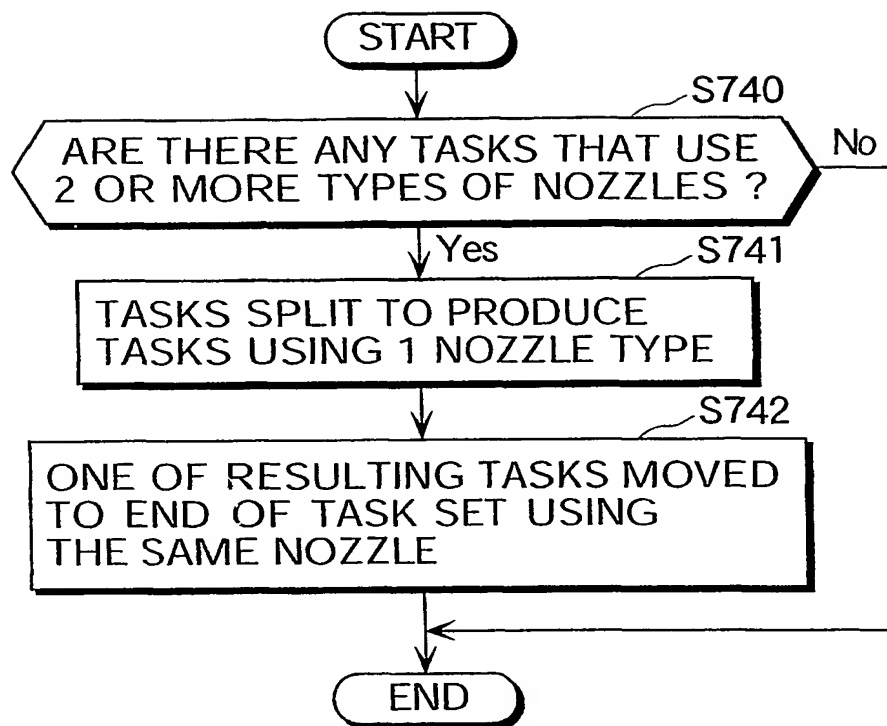 START
S740
ARE THERE ANY TASKS THAT USE
2 OR MORE TYPES OF NOZZLES ?
No
Yes
S741
TASKS SPLIT TO PRODUCE
TASKS USING 1 NOZZLE TYPE
S742
ONE OF RESULTING TASKS MOVED
TO END OF TASK SET USING
THE SAME NOZZLE
END